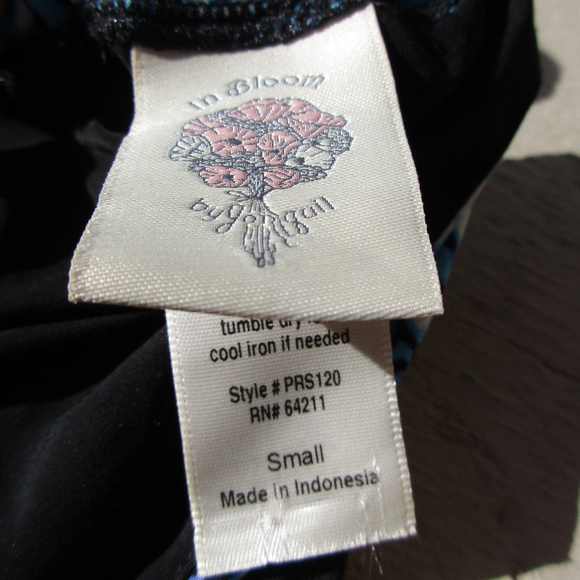 In Bloom
by Jonquil
tumble dry
cool iron if needed
Style # PRS120
RN# 64211
Small
Made in Indonesia